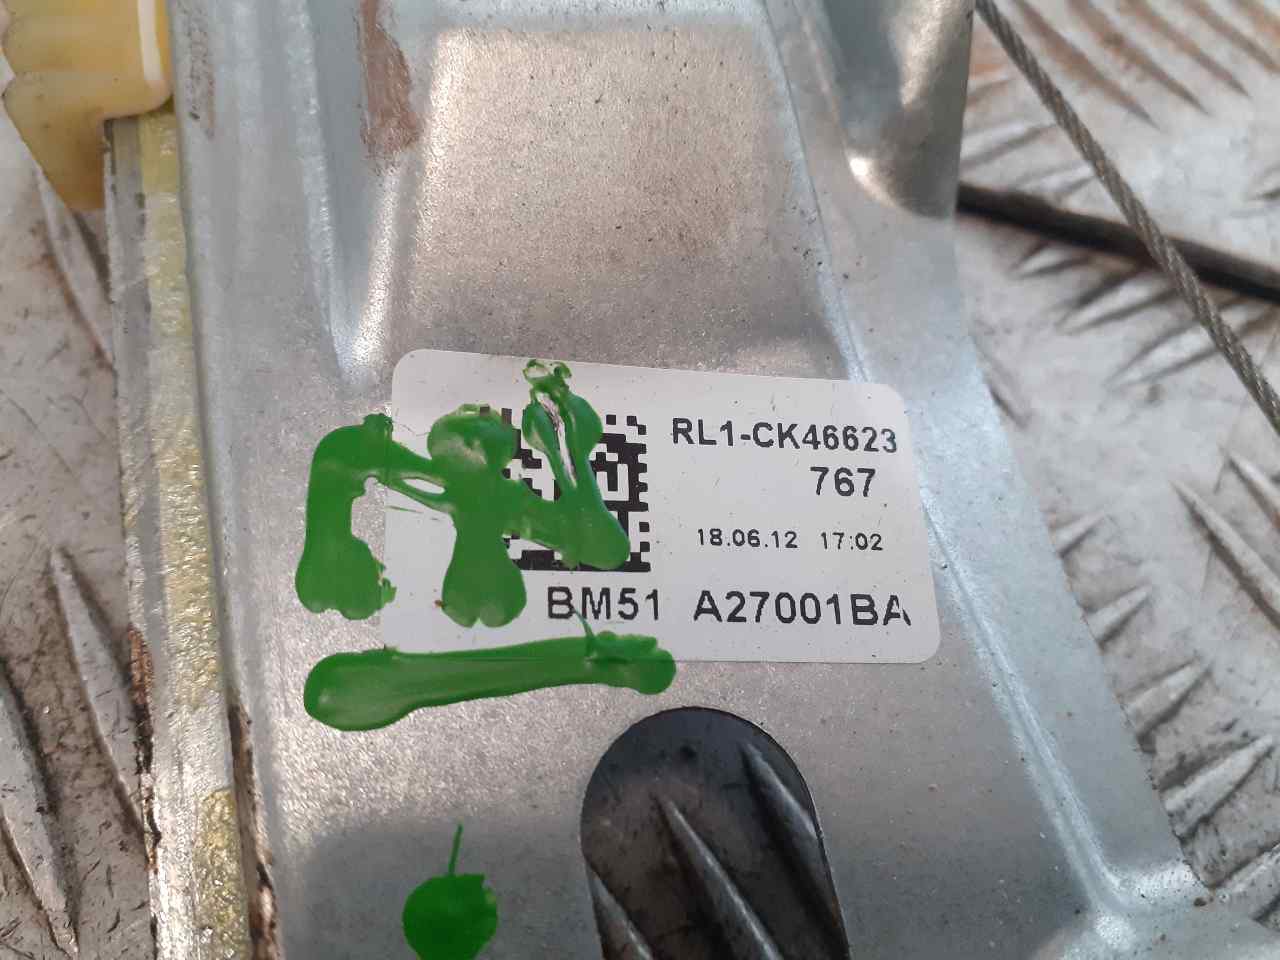 RL1-CK46623
767
18.06.12 17:02
BM51 A27001BA